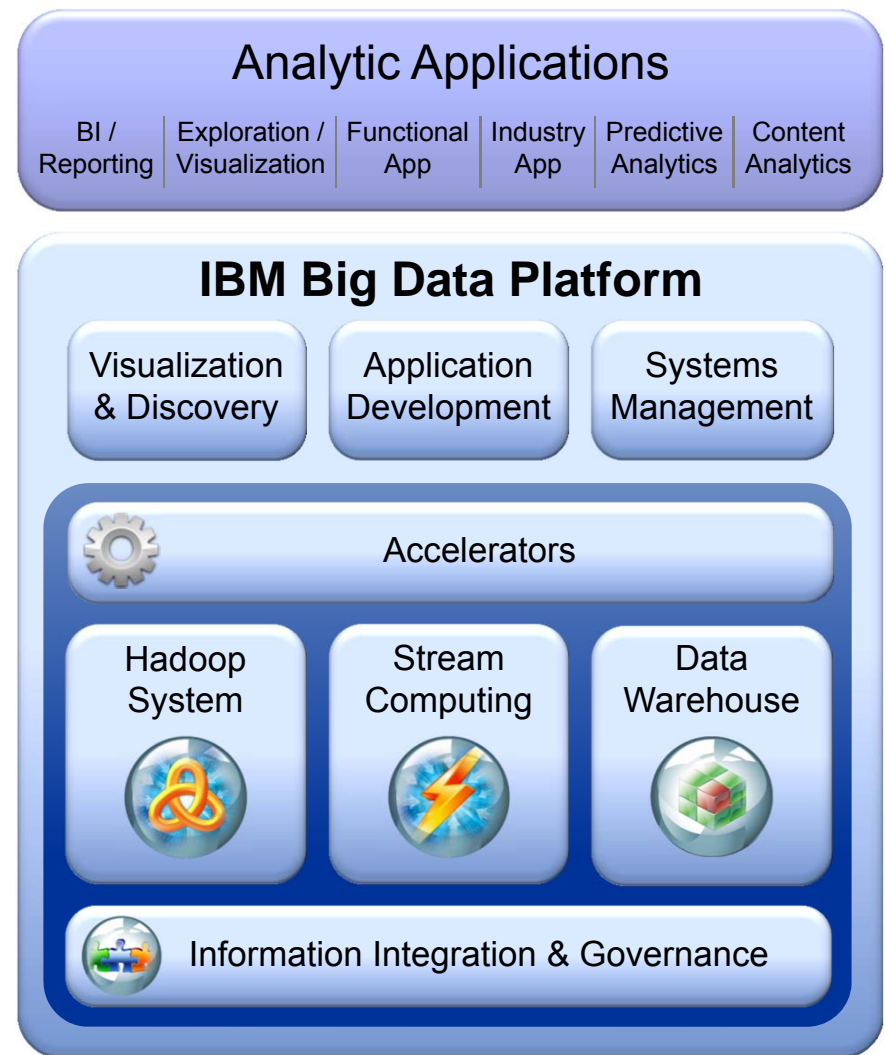 Analytic Applications
BI /
Reporting
Exploration /
Visualization
Functional
App
Industry
App
Predictive
Analytics
Content
Analytics
IBM Big Data Platform
Visualization
& Discovery
Application
Development
Systems
Management
Accelerators
Hadoop
System
Stream
Computing
Data
Warehouse
Information Integration & Governance